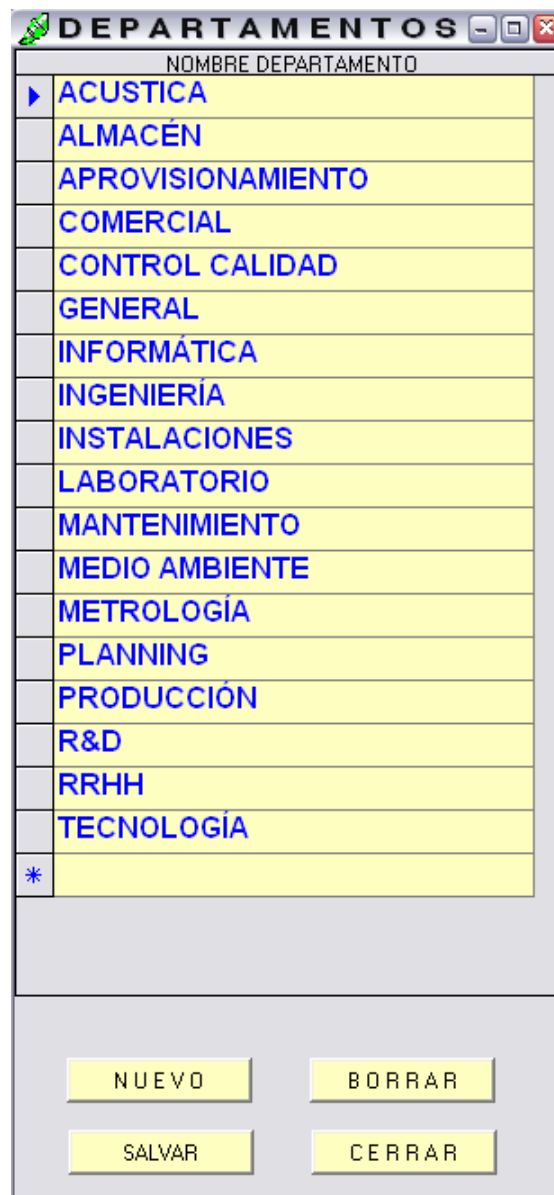 DEPARTAMENTOS
NOMBRE DEPARTAMENTO
ACUSTICA
ALMACÉN
APROVISIONAMIENTO
COMERCIAL
CONTROL CALIDAD
GENERAL
INFORMÁTICA
INGENIERÍA
INSTALACIONES
LABORATORIO
MANTENIMIENTO
MEDIO AMBIENTE
METROLOGÍA
PLANNING
PRODUCCIÓN
R&D
RRHH
TECNOLOGÍA
*
NUEVO BORRAR
SALVAR CERRAR